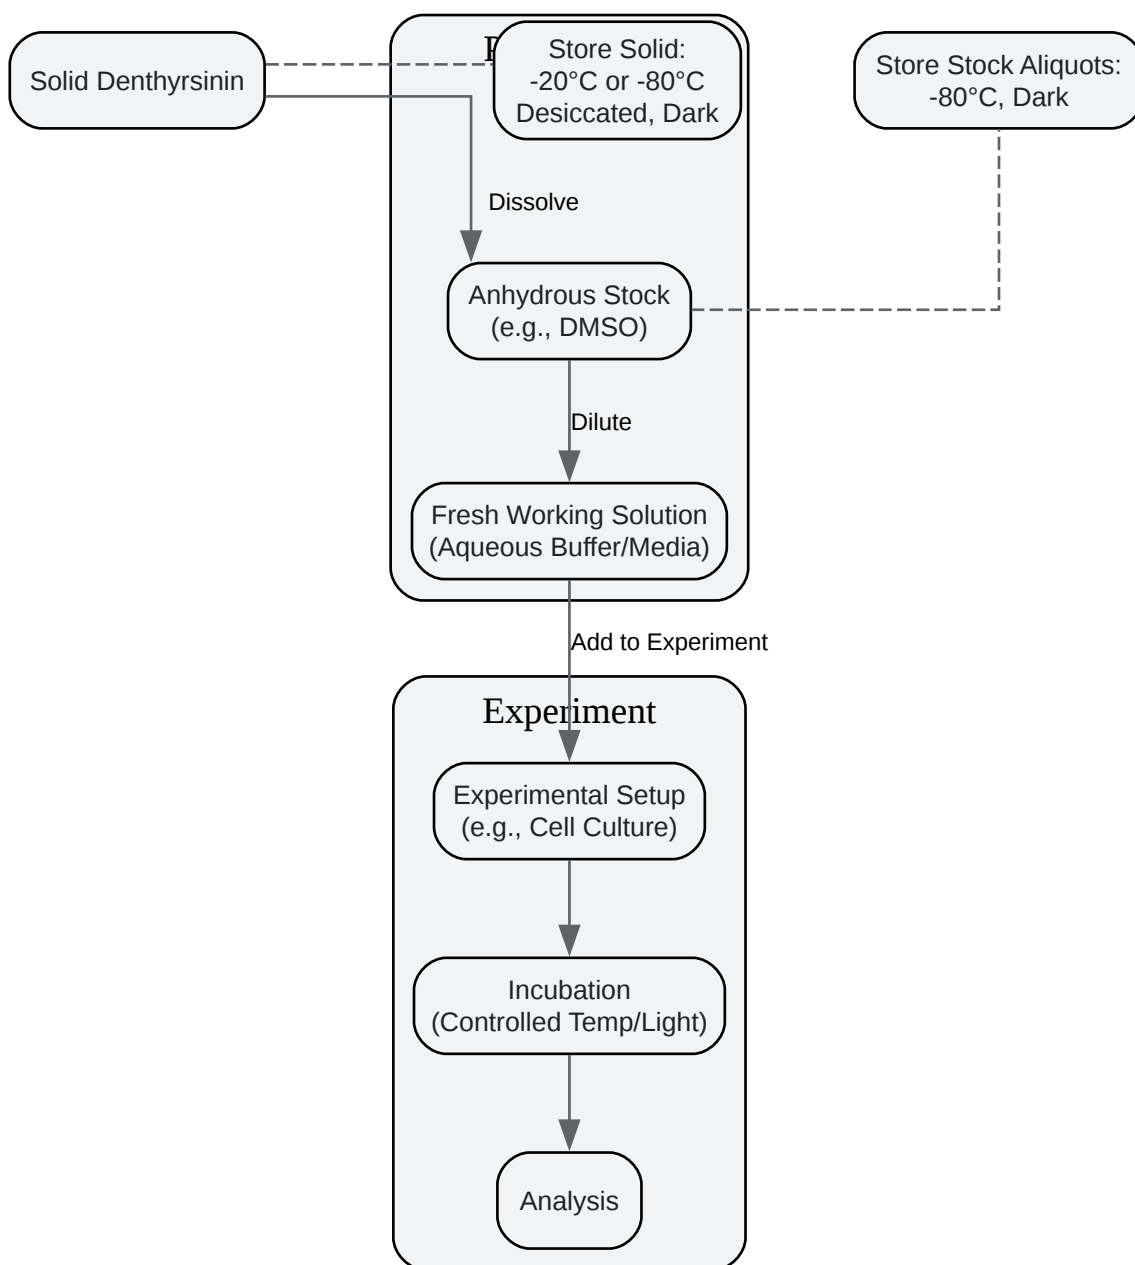 Solid Denthyrsinin
Store Solid:
-20°C or -80°C
Desiccated, Dark
Store Stock Aliquots:
-80°C, Dark
Dissolve
Anhydrous Stock
(e.g., DMSO)
Dilute
Fresh Working Solution
(Aqueous Buffer/Media)
Add to Experiment
Experiment
Experimental Setup
(e.g., Cell Culture)
Incubation
(Controlled Temp/Light)
Analysis